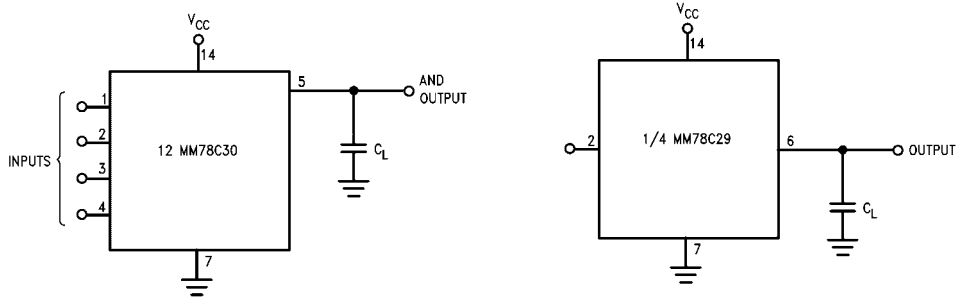 VCC
14
INPUTS
1
2
3
4
12 MM78C30
5
AND
OUTPUT
CL
7
VCC
14
2
1/4 MM78C29
6
OUTPUT
CL
7